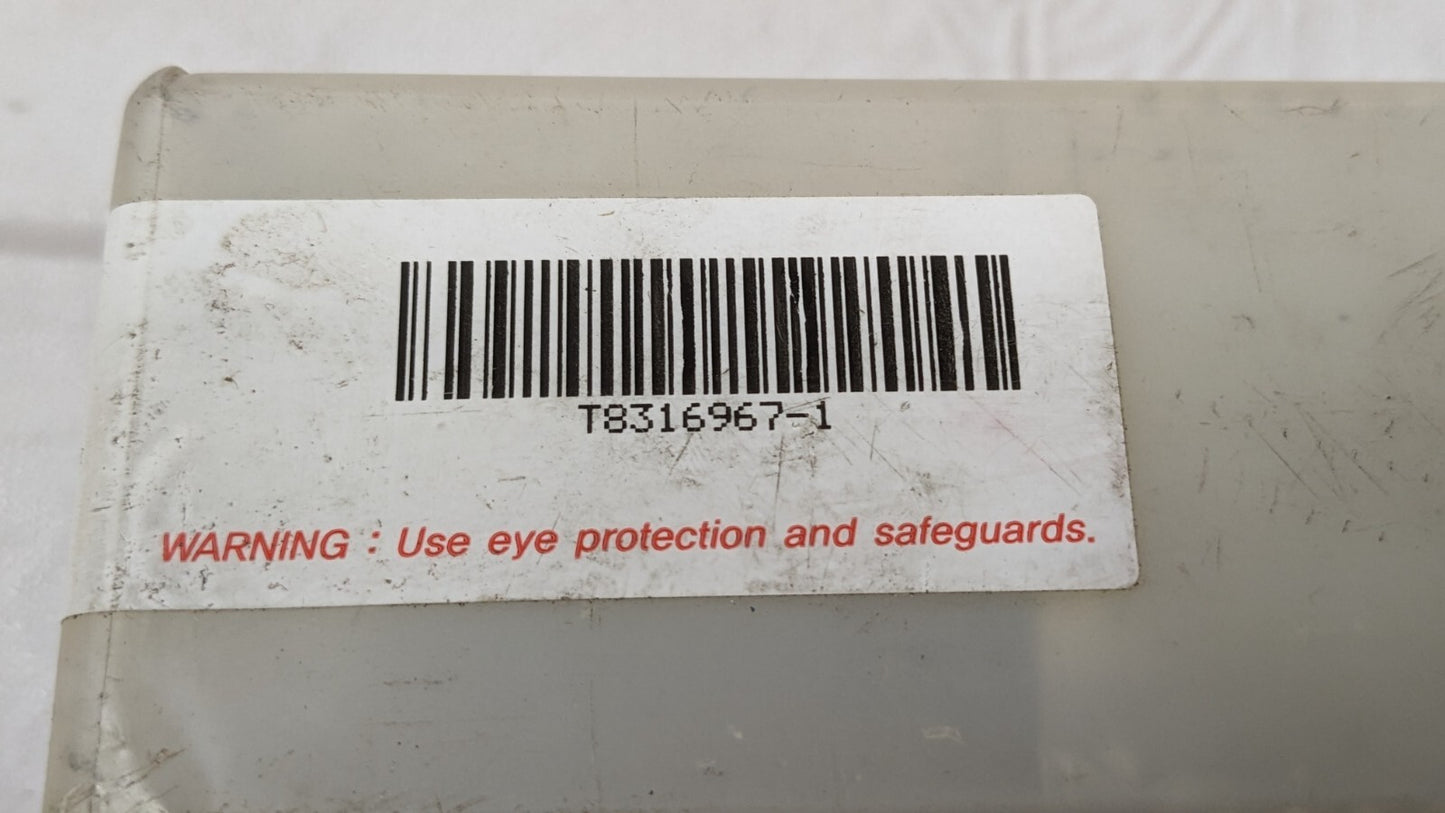 T8316967-1
WARNING : Use eye protection and safeguards.